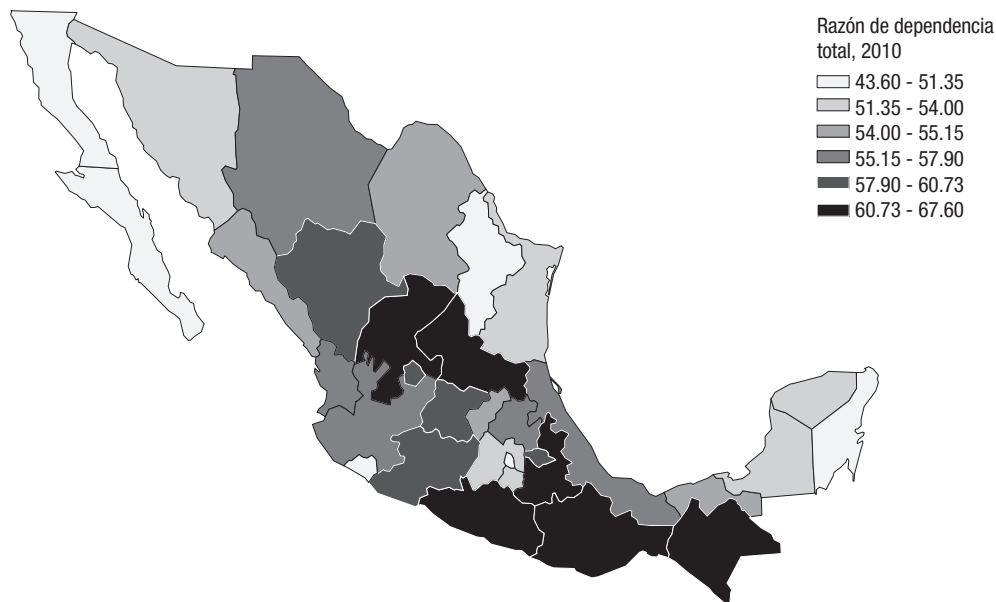 Razón de dependencia
total, 2010
43.60 - 51.35
51.35 - 54.00
54.00 - 55.15
55.15 - 57.90
57.90 - 60.73
60.73 - 67.60